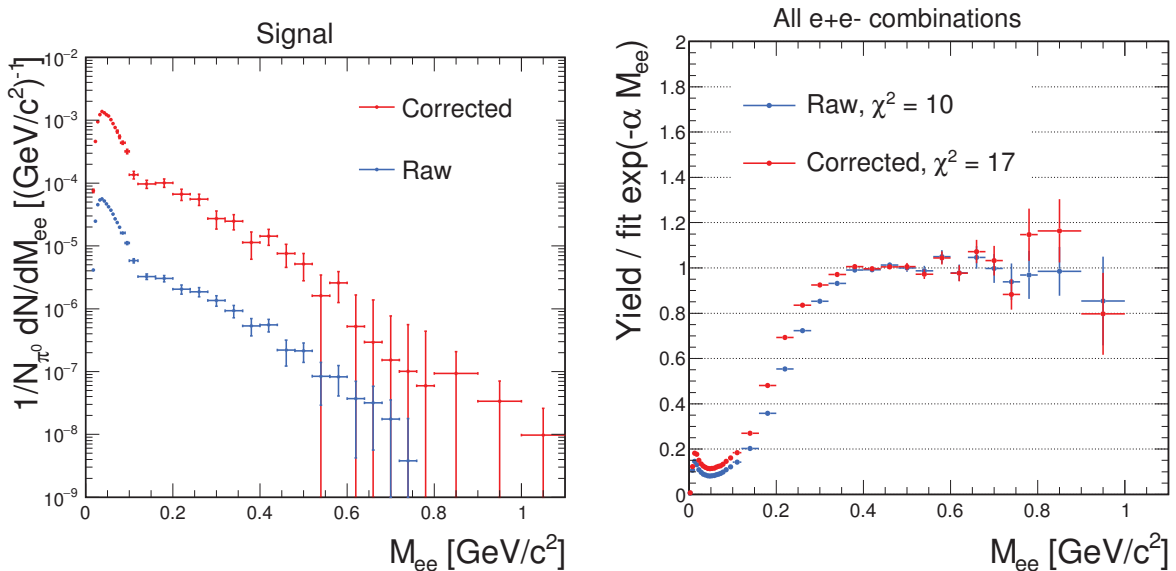 Signal
1/N_π⁰ dN/dM_ee [(GeV/c²)⁻¹]
10⁻²
10⁻³
10⁻⁴
10⁻⁵
10⁻⁶
10⁻⁷
10⁻⁸
10⁻⁹
Corrected
Raw
0 0.2 0.4 0.6 0.8 1
M_ee [GeV/c²]
All e+e- combinations
Yield / fit exp(-α M_ee)
2
1.8
1.6
1.4
1.2
1
0.8
0.6
0.4
0.2
0
Raw, χ² = 10
Corrected, χ² = 17
0 0.2 0.4 0.6 0.8 1
M_ee [GeV/c²]